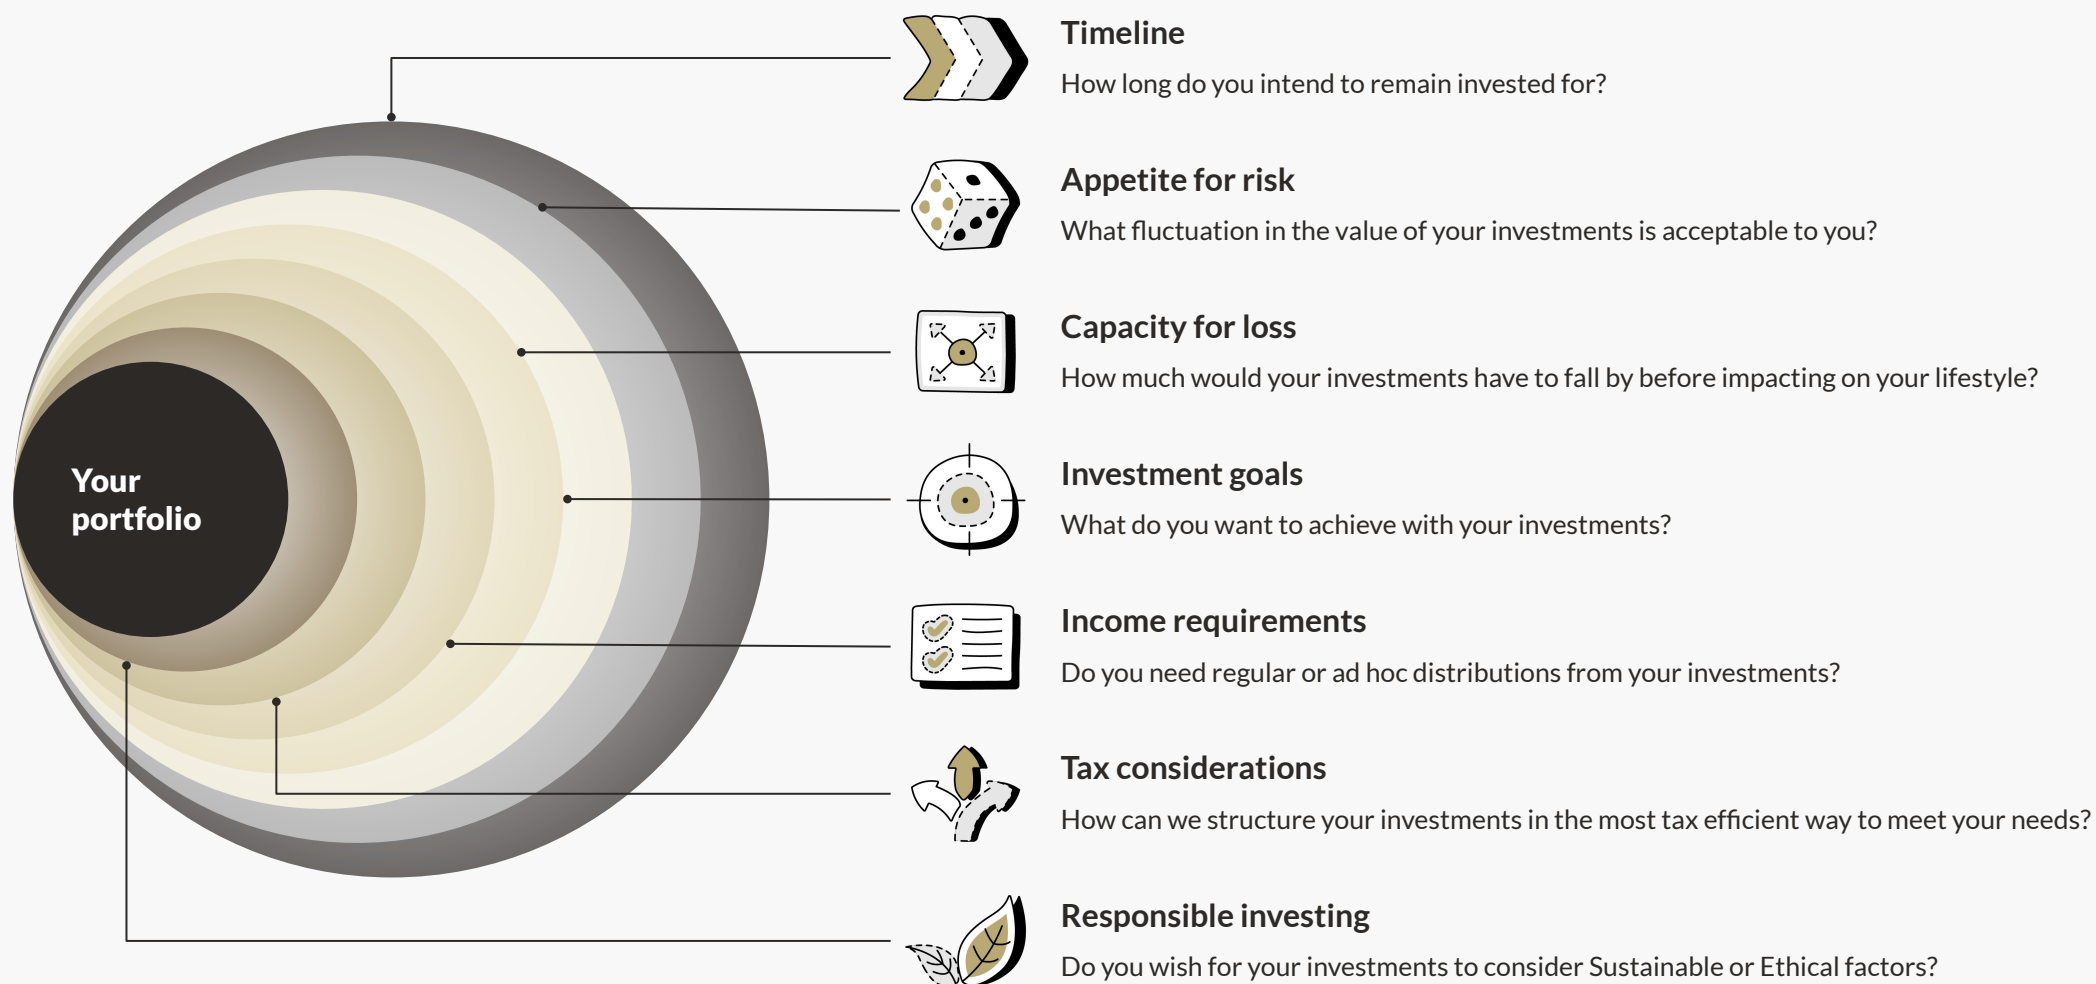 Timeline
How long do you intend to remain invested for?
Appetite for risk
What fluctuation in the value of your investments is acceptable to you?
Capacity for loss
How much would your investments have to fall by before impacting on your lifestyle?
Your
portfolio
Investment goals
What do you want to achieve with your investments?
Income requirements
Do you need regular or ad hoc distributions from your investments?
Tax considerations
How can we structure your investments in the most tax efficient way to meet your needs?
Responsible investing
Do you wish for your investments to consider Sustainable or Ethical factors?